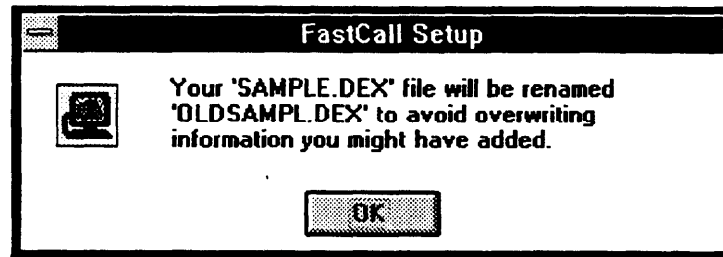 FastCall Setup
Your 'SAMPLE.DEX' file will be renamed
'OLDSAMPL.DEX' to avoid overwriting
information you might have added.
OK